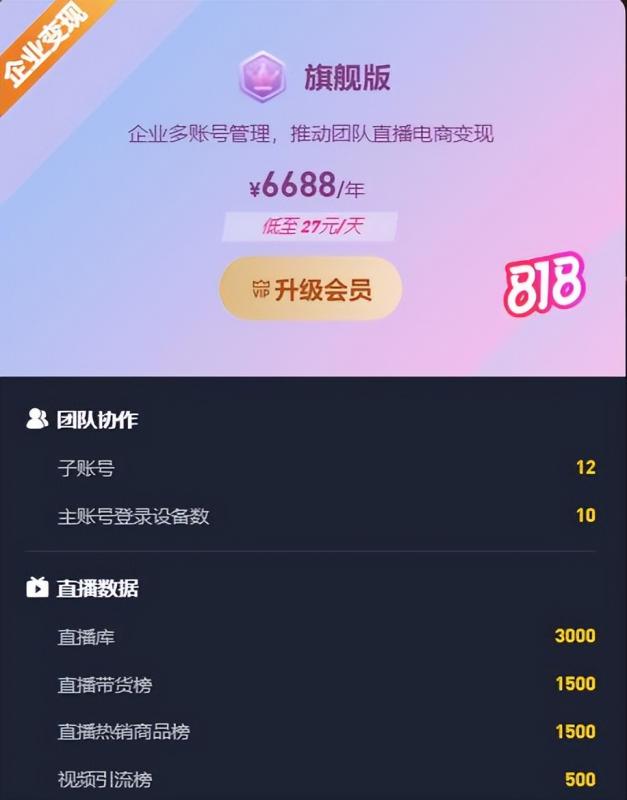 企业变现
旗舰版
企业多账号管理，推动团队直播电商变现
¥6688/年
低至 27元/天
VIP 升级会员
818
团队协作
子账号 12
主账号登录设备数 10
直播数据
直播库 3000
直播带货榜 1500
直播热销商品榜 1500
视频引流榜 500